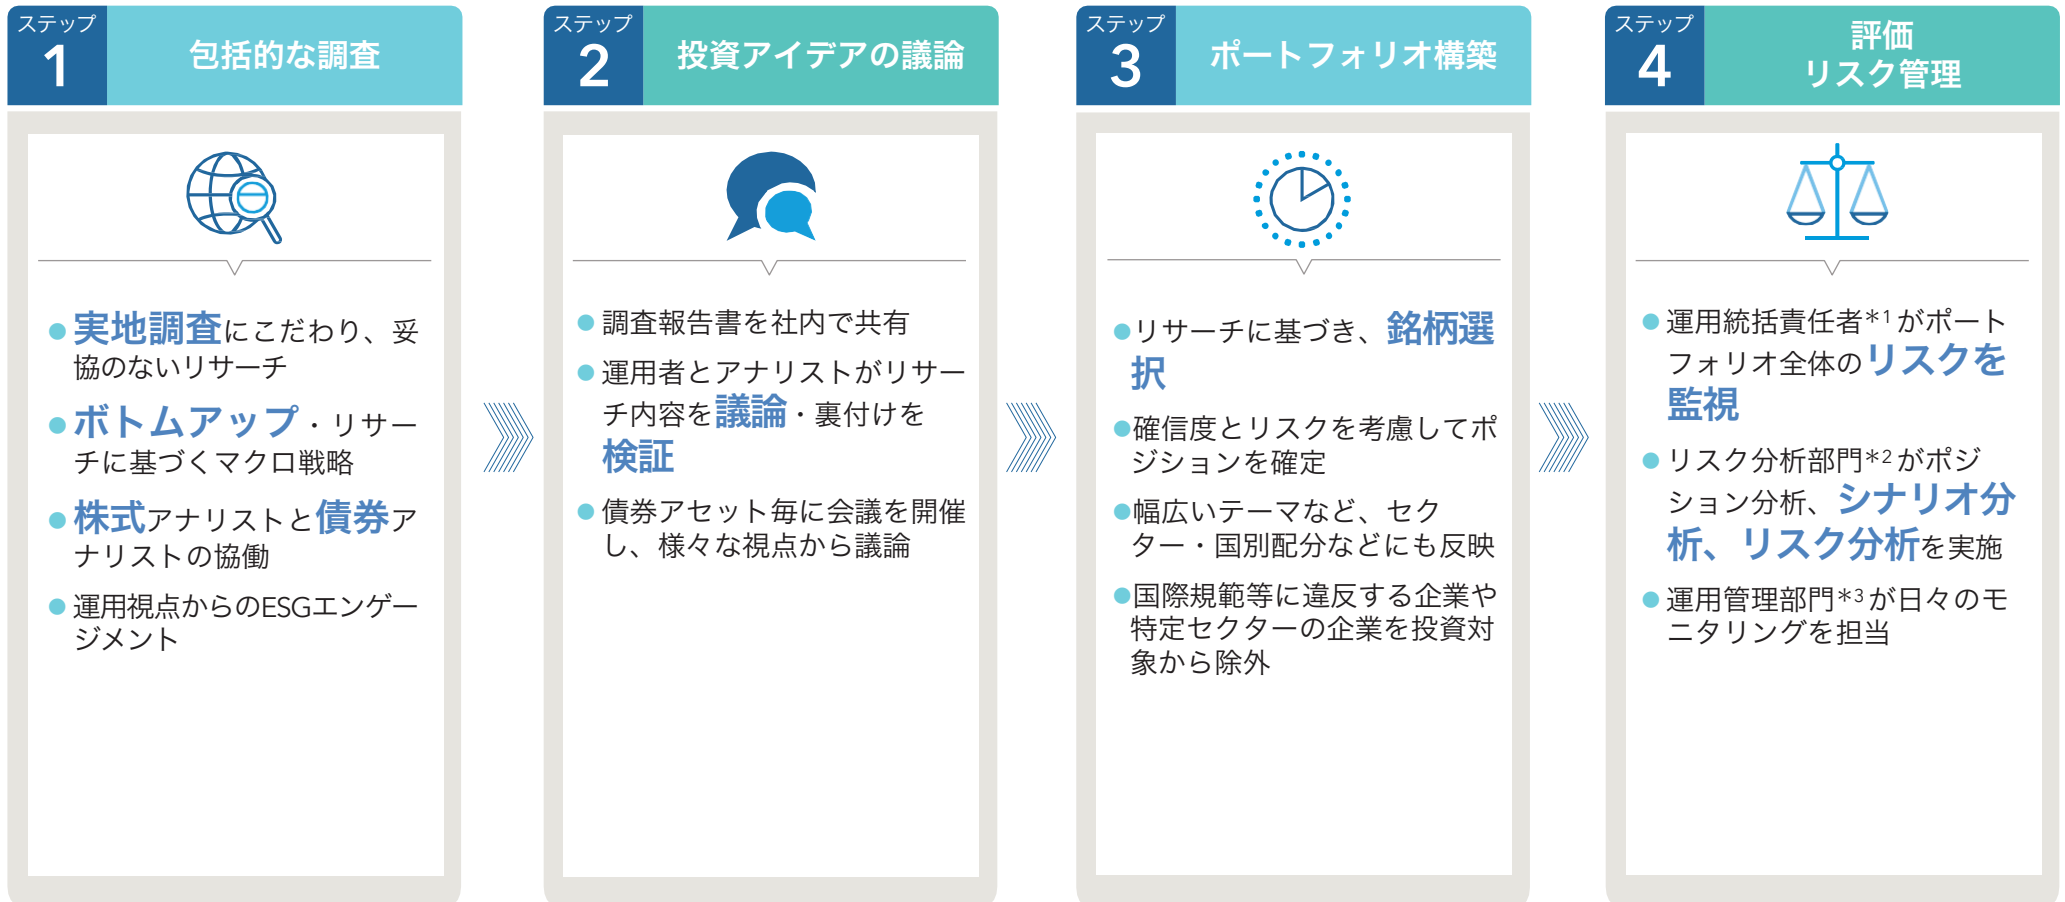 ステップ
1
包括的な調査
●実地調査にこだわり、妥
協のないリサーチ
●ボトムアップ・リサー
チに基づくマクロ戦略
●株式アナリストと債券ア
ナリストの協働
●運用視点からのESGエンゲー
ジメント
ステップ
2
投資アイデアの議論
●調査報告書を社内で共有
●運用者とアナリストがリサー
チ内容を議論・裏付けを
検証
●債券アセット毎に会議を開催
し、様々な視点から議論
ステップ
3
ポートフォリオ構築
●リサーチに基づき、銘柄選
択
●確信度とリスクを考慮してポ
ジションを確定
●幅広いテーマなど、セク
ター・国別配分などにも反映
●国際規範等に違反する企業や
特定セクターの企業を投資対
象から除外
ステップ
4
評価
リスク管理
●運用統括責任者*1がポート
フォリオ全体のリスクを
監視
●リスク分析部門*2がポジ
ション分析、シナリオ分
析、リスク分析を実施
●運用管理部門*3が日々のモ
ニタリングを担当